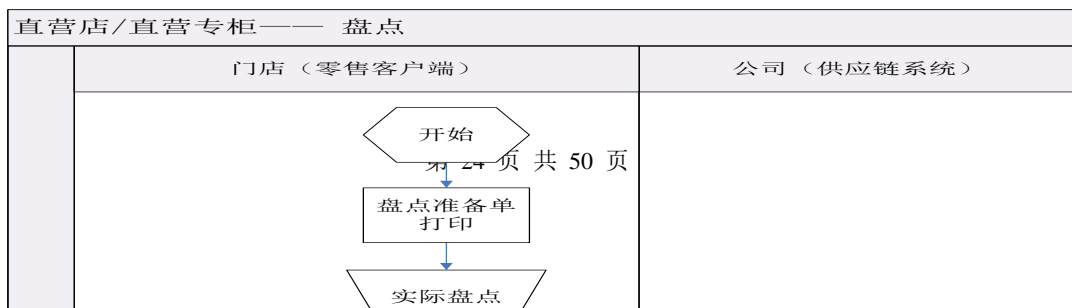 直营店/直营专柜—— 盘点
门店（零售客户端）
公司（供应链系统）
开始
第 24 页 共 50 页
盘点准备单
打印
实际盘点